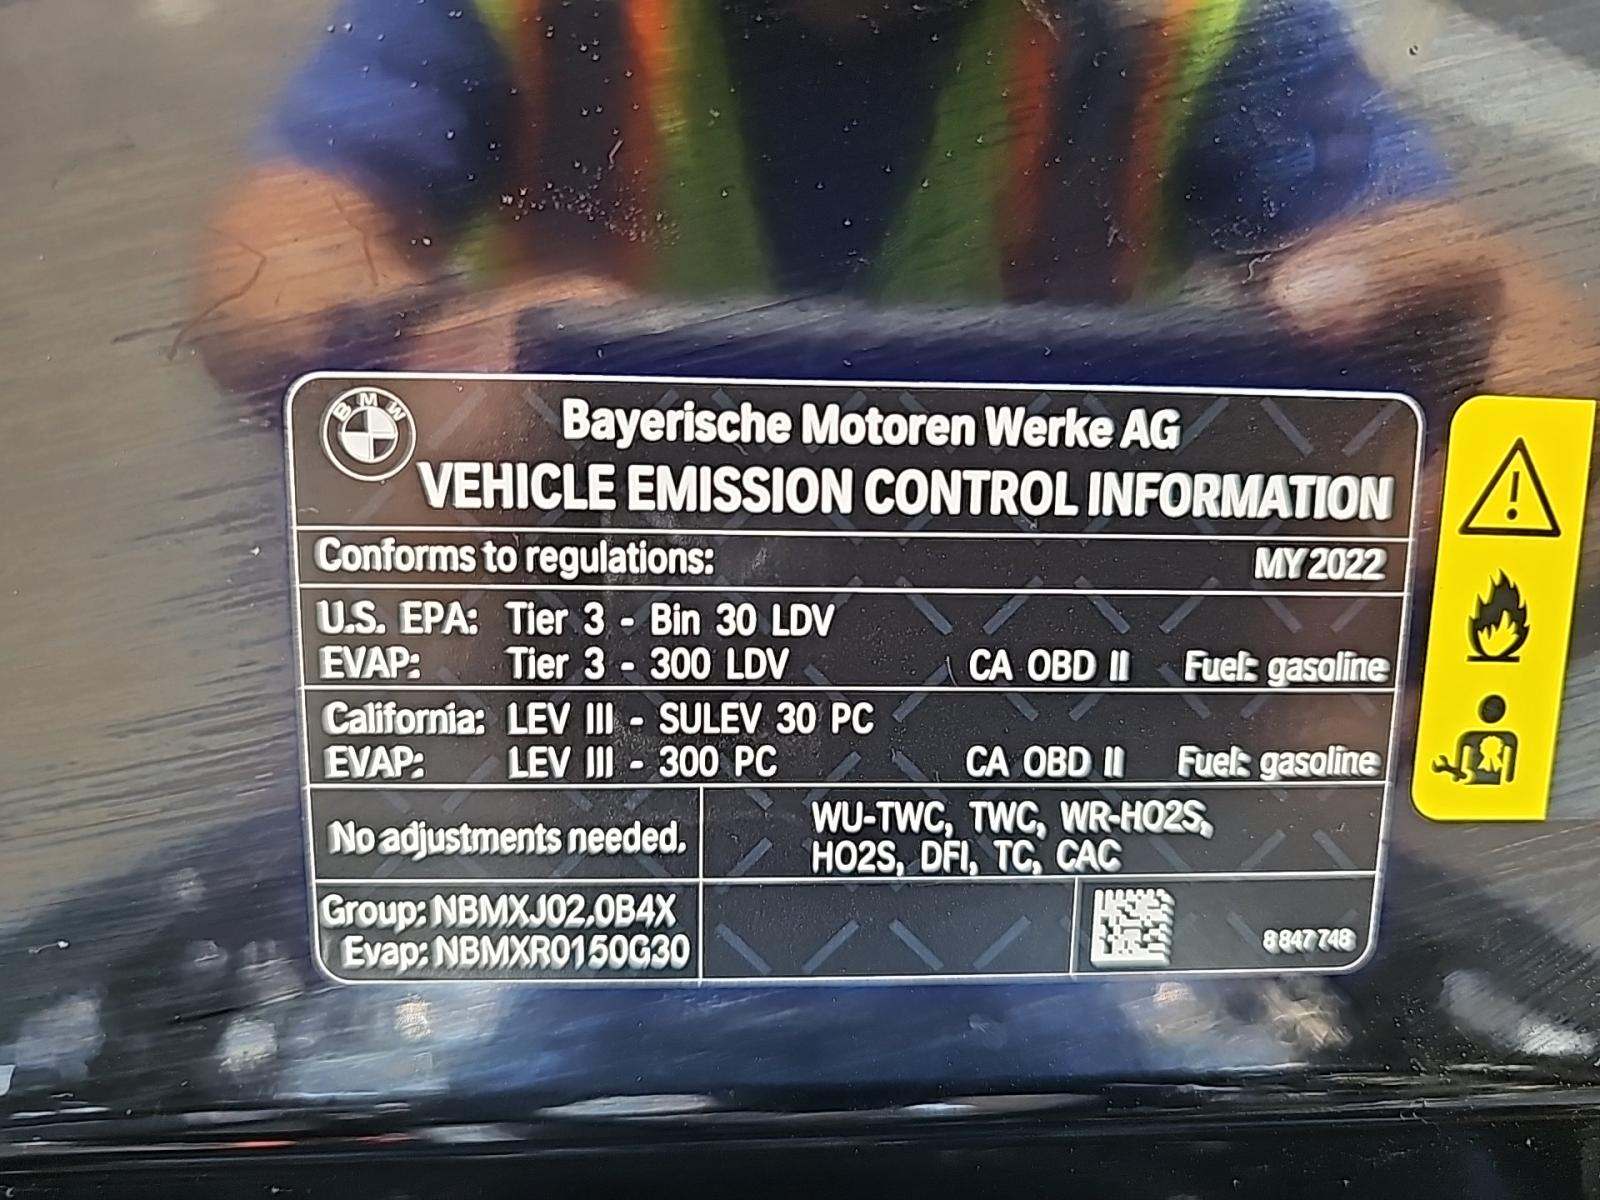 BMW
Bayerische Motoren Werke AG
VEHICLE EMISSION CONTROL INFORMATION
Conforms to regulations: MY 2022
U.S. EPA: Tier 3 - Bin 30 LDV
EVAP: Tier 3 - 300 LDV CA OBD II Fuel: gasoline
California: LEV III - SULEV 30 PC
EVAP: LEV III - 300 PC CA OBD II Fuel: gasoline
No adjustments needed.
WU-TWC, TWC, WR-HO2S,
HO2S, DFI, TC, CAC
Group: NBMXJ02.0B4X
Evap: NBMXR0150G30
8 847 748